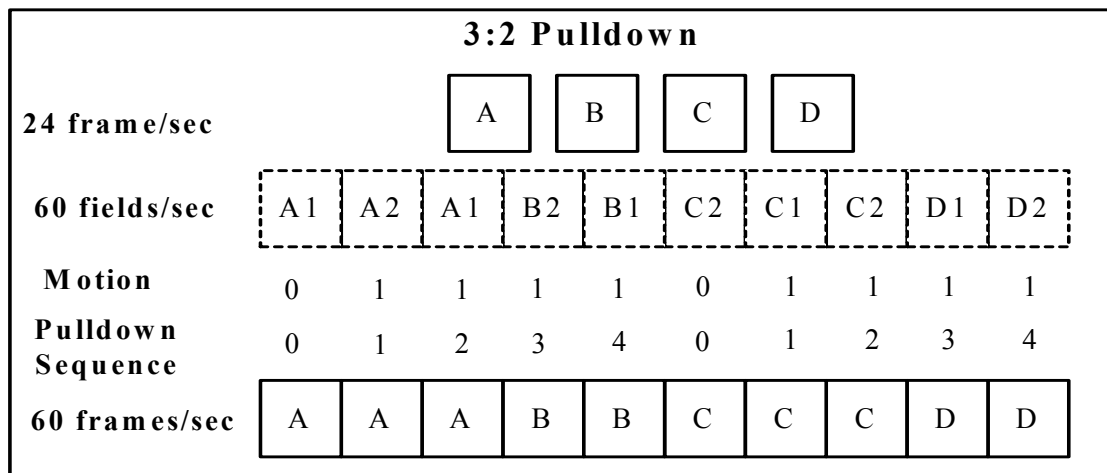 3:2 Pulldown
24 frame/sec A B C D
60 fields/sec A1 A2 A1 B2 B1 C2 C1 C2 D1 D2
Motion 0 1 1 1 1 0 1 1 1 1
Pulldown
Sequence 0 1 2 3 4 0 1 2 3 4
60 frames/sec A A A B B C C C D D